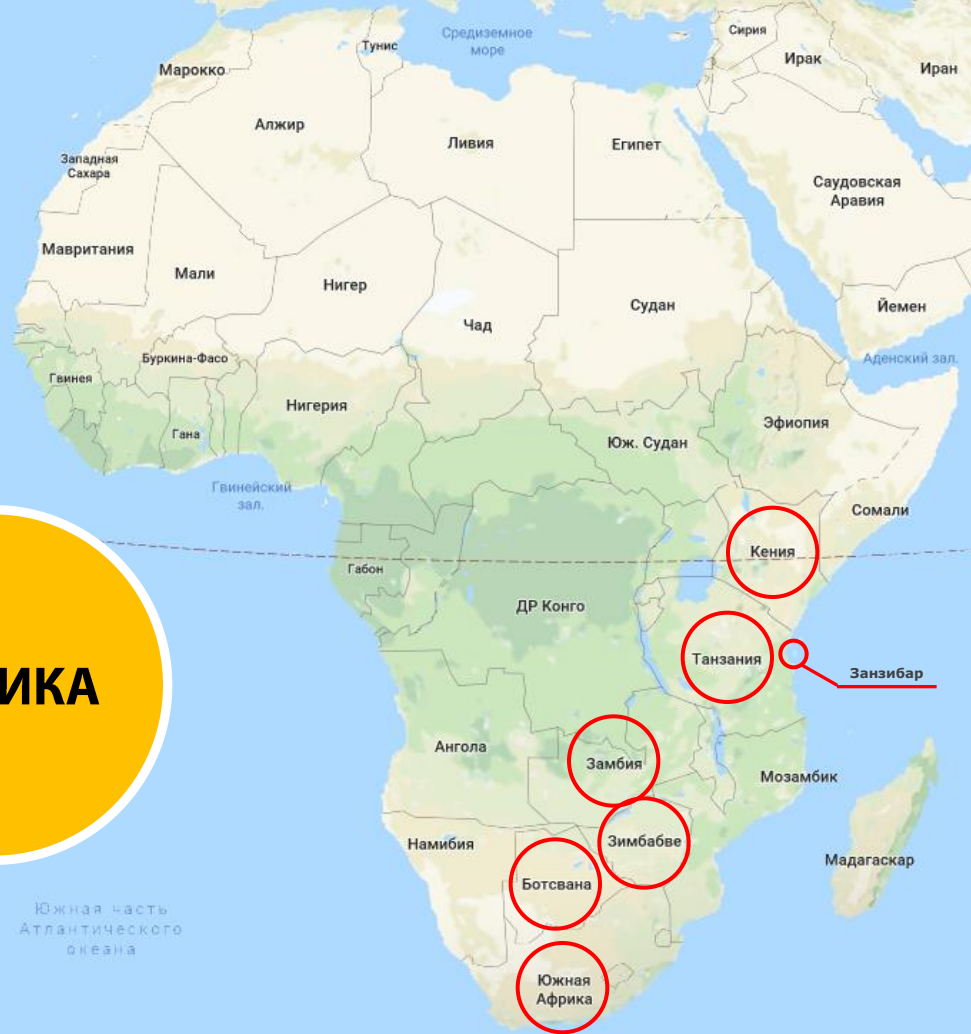 Средиземное
море
Сирия
Тунис
Ирак
Иран
Марокко
Алжир
Ливия
Египет
Западная
Сахара
Саудовская
Аравия
Мавритания
Мали
Нигер
Судан
Йемен
Чад
Буркина-Фасо
Аденский зал.
Гвинея
Нигерия
Эфиопия
Гана
Юж. Судан
Гвинейский
зал.
Сомали
Кения
Габон
ДР Конго
Танзания
Занзибар
ИКА
Ангола
Замбия
Мозамбик
Намибия
Зимбабве
Мадагаскар
Ботсвана
Южная часть
Атлантического
океана
Южная
Африка